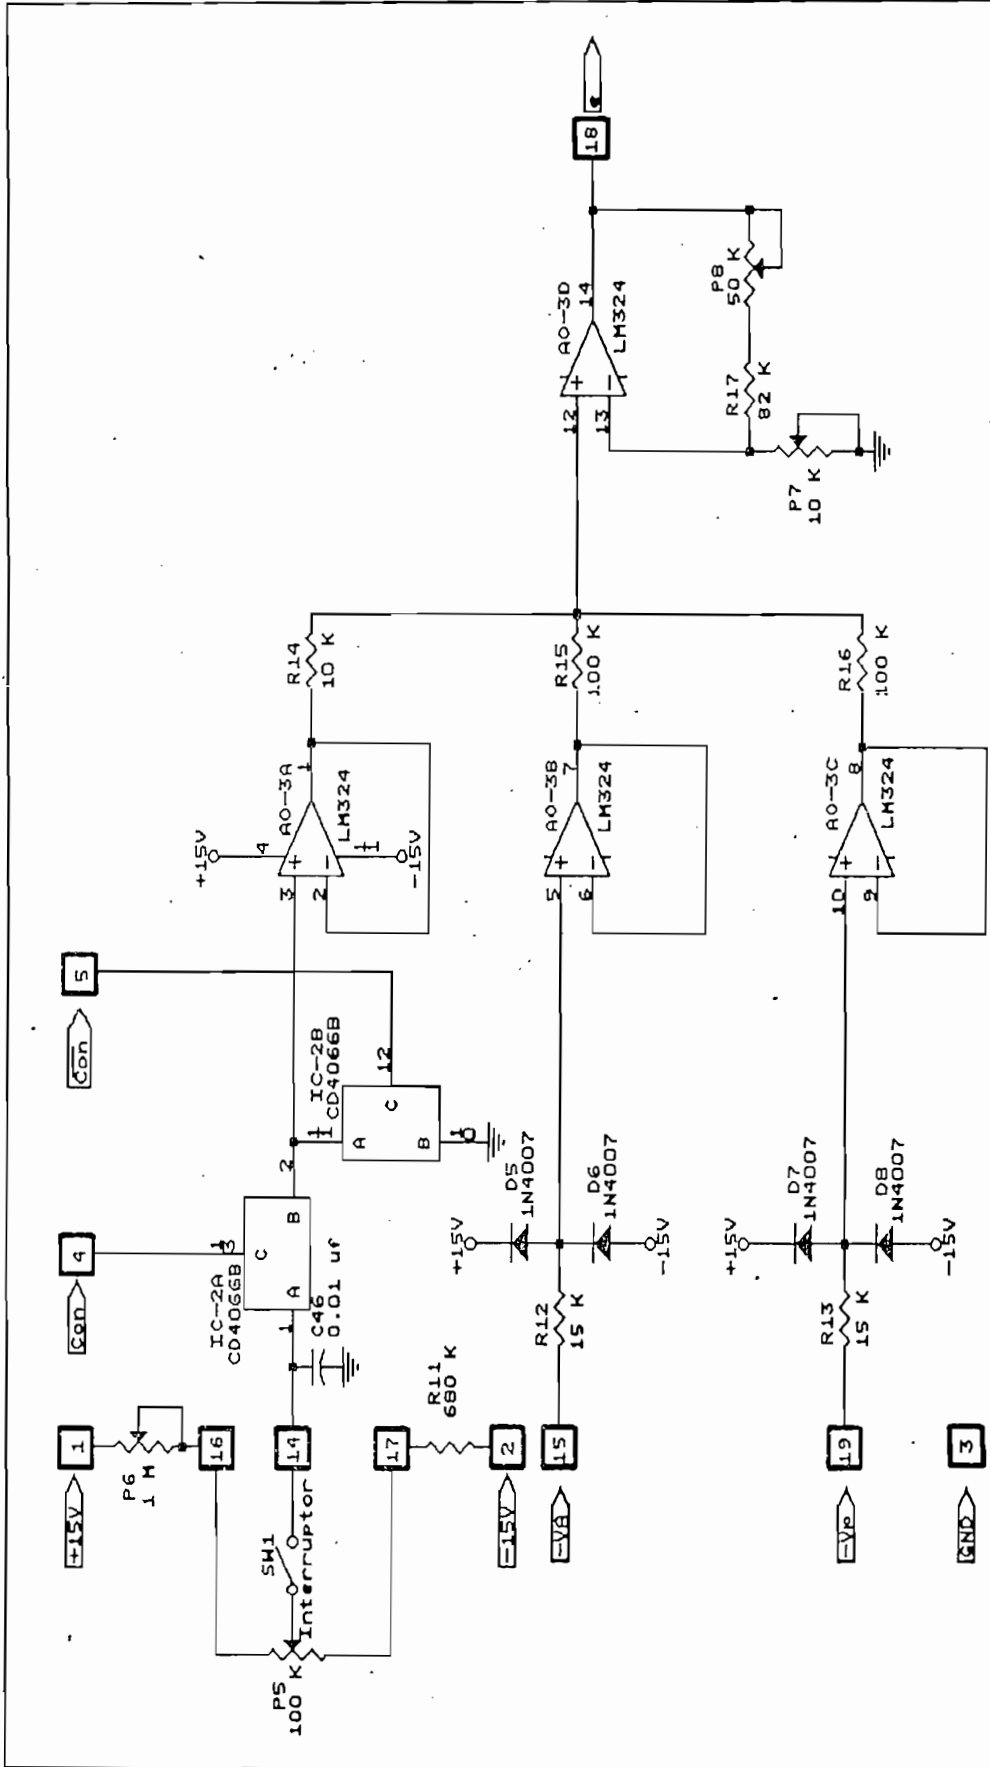 +15V
1
P6
1 M
16
P5
100 K
SW1
Interruptor
14
17
R11
680 K
2
-15V
Con
4
IC-2A
CD4066B
13
C
A
B
1
2
C46
0.01 uf
Con
5
IC-2B
CD4066B
11
12
A
C
B
10
+15V
4
AO-3A
3
+
2
-
1
LM324
11
-15V
R14
10 K
-VA
15
R12
15 K
+15V
D5
1N4007
D6
1N4007
-15V
AO-3B
5
+
6
-
7
LM324
R15
100 K
-Vp
19
R13
15 K
+15V
D7
1N4007
D8
1N4007
-15V
AO-3C
10
+
9
-
8
LM324
R16
100 K
AO-3D
12
+
13
-
14
LM324
18
R17
82 K
P8
50 K
P7
10 K
GND
3